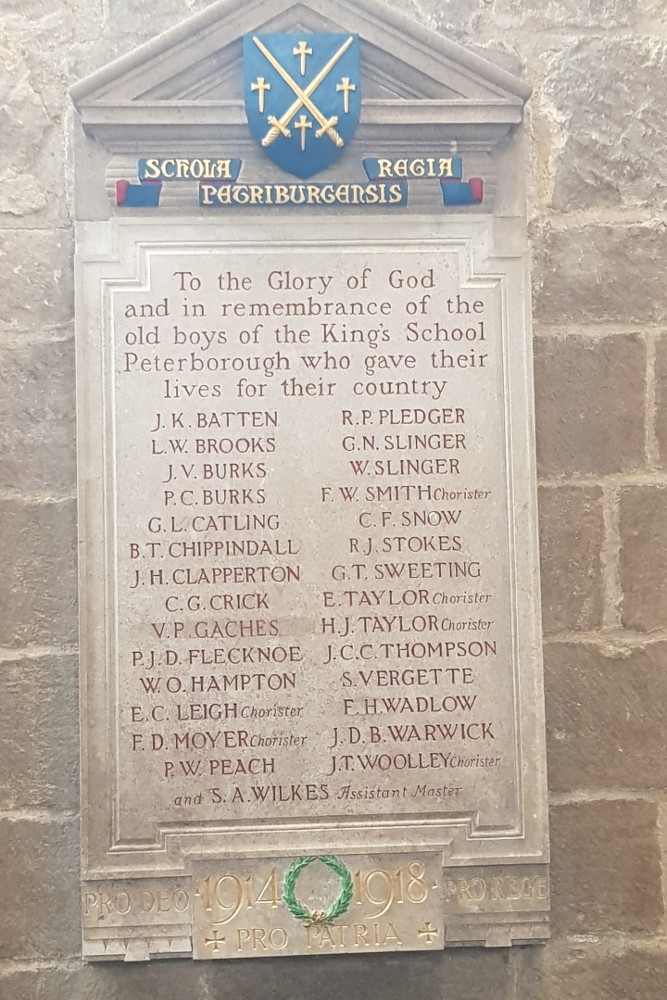 SCHOLA REGIA
PETRIBURGENSIS
To the Glory of God
and in remembrance of the
old boys of the King's School
Peterborough who gave their
lives for their country
J. K. BATTEN
L. W. BROOKS
J. V. BURKS
P. C. BURKS
G. L. CATLING
B. T. CHIPPINDALL
J. H. CLAPPERTON
C. G. CRICK
V. P. GACHES
P. J. D. FLECKNOE
W. O. HAMPTON
E. C. LEIGH Chorister
F. D. MOYER Chorister
P. W. PEACH
R. P. PLEDGER
G. N. SLINGER
W. SLINGER
F. W. SMITH Chorister
C. F. SNOW
R. J. STOKES
G. T. SWEETING
E. TAYLOR Chorister
H. J. TAYLOR Chorister
J. C. C. THOMPSON
S. VERGETTE
F. H. WADLOW
J. D. B. WARWICK
J. T. WOOLLEY Chorister
and S. A. WILKES Assistant Master
PRO DEO 1914 1918 PRO REGE
PRO PATRIA